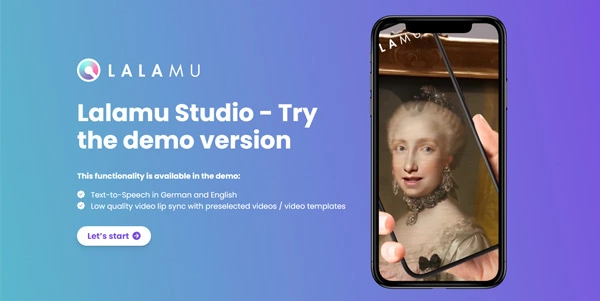 LALAMU
LAMU
Lalamu Studio - Try
the demo version
This functionality is available in the demo:
Text-to-Speech in German and English
Low quality video lip sync with preselected videos / video templates
Let's start